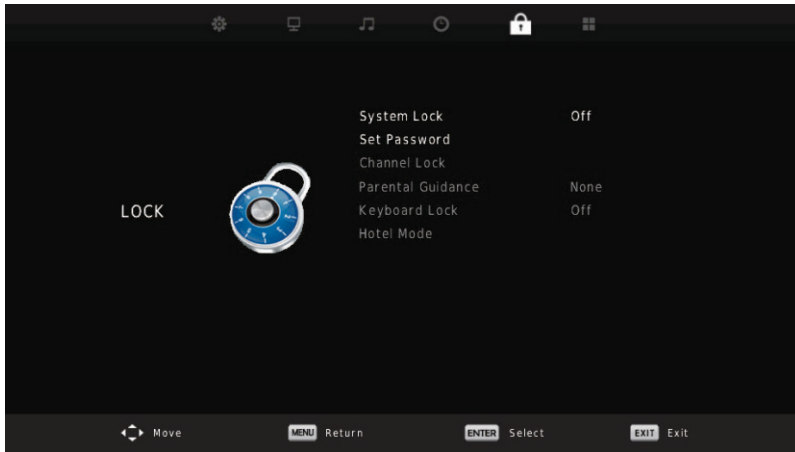 System Lock Off
Set Password
Channel Lock
Parental Guidance None
LOCK
Keyboard Lock Off
Hotel Mode
Move MENU Return ENTER Select EXIT Exit